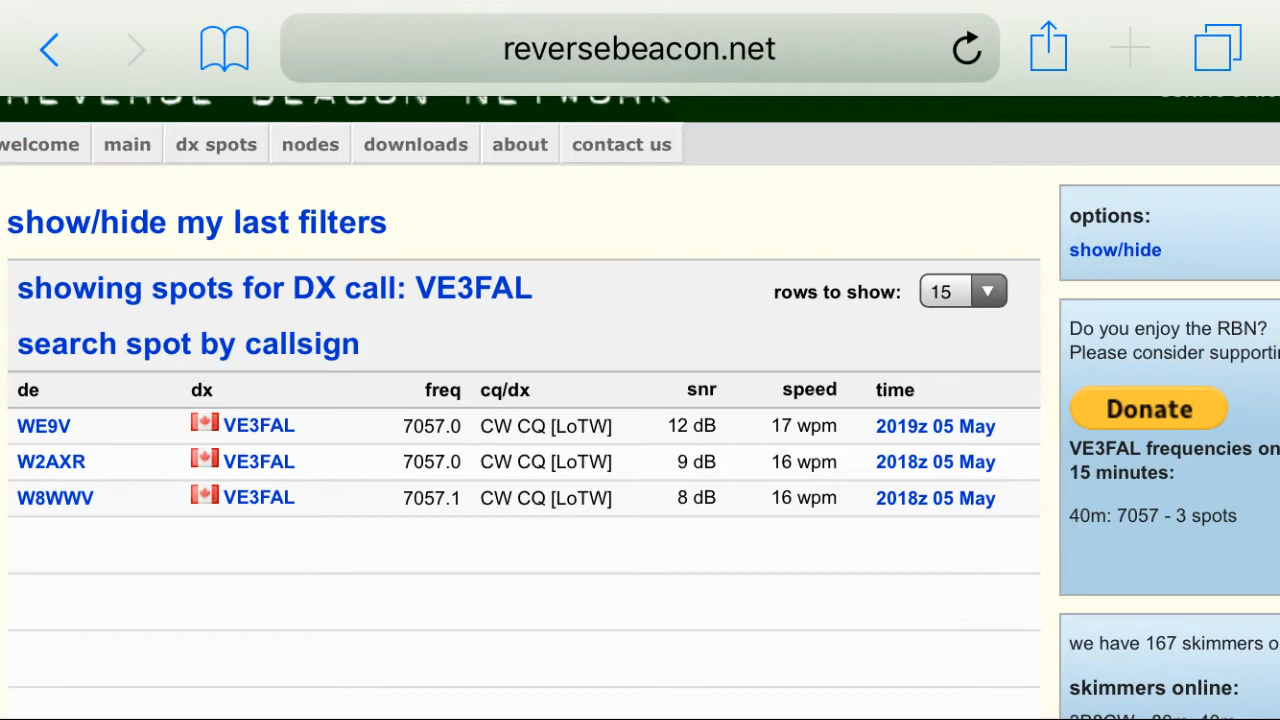 reversebeacon.net
REVERSE BEACON NETWORK
welcome main dx spots nodes downloads about contact us
show/hide my last filters
showing spots for DX call: VE3FAL rows to show: 15
search spot by callsign
de dx freq cq/dx snr speed time
WE9V VE3FAL 7057.0 CW CQ [LoTW] 12 dB 17 wpm 2019z 05 May
W2AXR VE3FAL 7057.0 CW CQ [LoTW] 9 dB 16 wpm 2018z 05 May
W8WWV VE3FAL 7057.1 CW CQ [LoTW] 8 dB 16 wpm 2018z 05 May
options:
show/hide
Do you enjoy the RBN?
Please consider supporti
Donate
VE3FAL frequencies on
15 minutes:
40m: 7057 - 3 spots
we have 167 skimmers o
skimmers online: